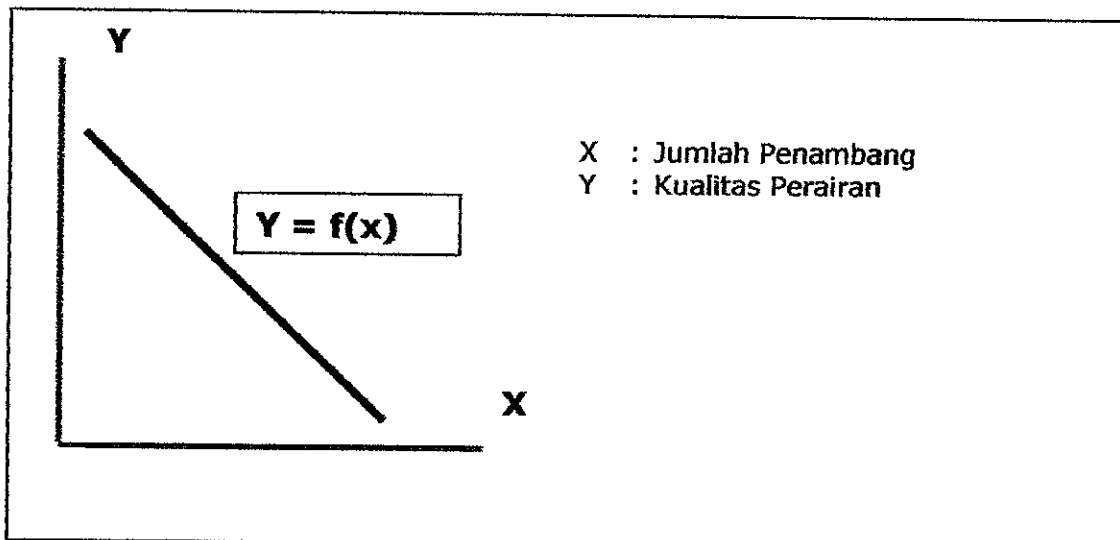 Y
X : Jumlah Penambang
Y : Kualitas Perairan
Y = f(x)
X